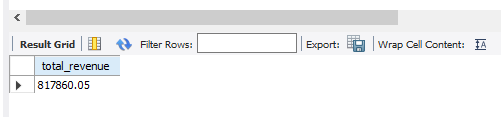 Result Grid Filter Rows: Export: Wrap Cell Content:
total_revenue
817860.05